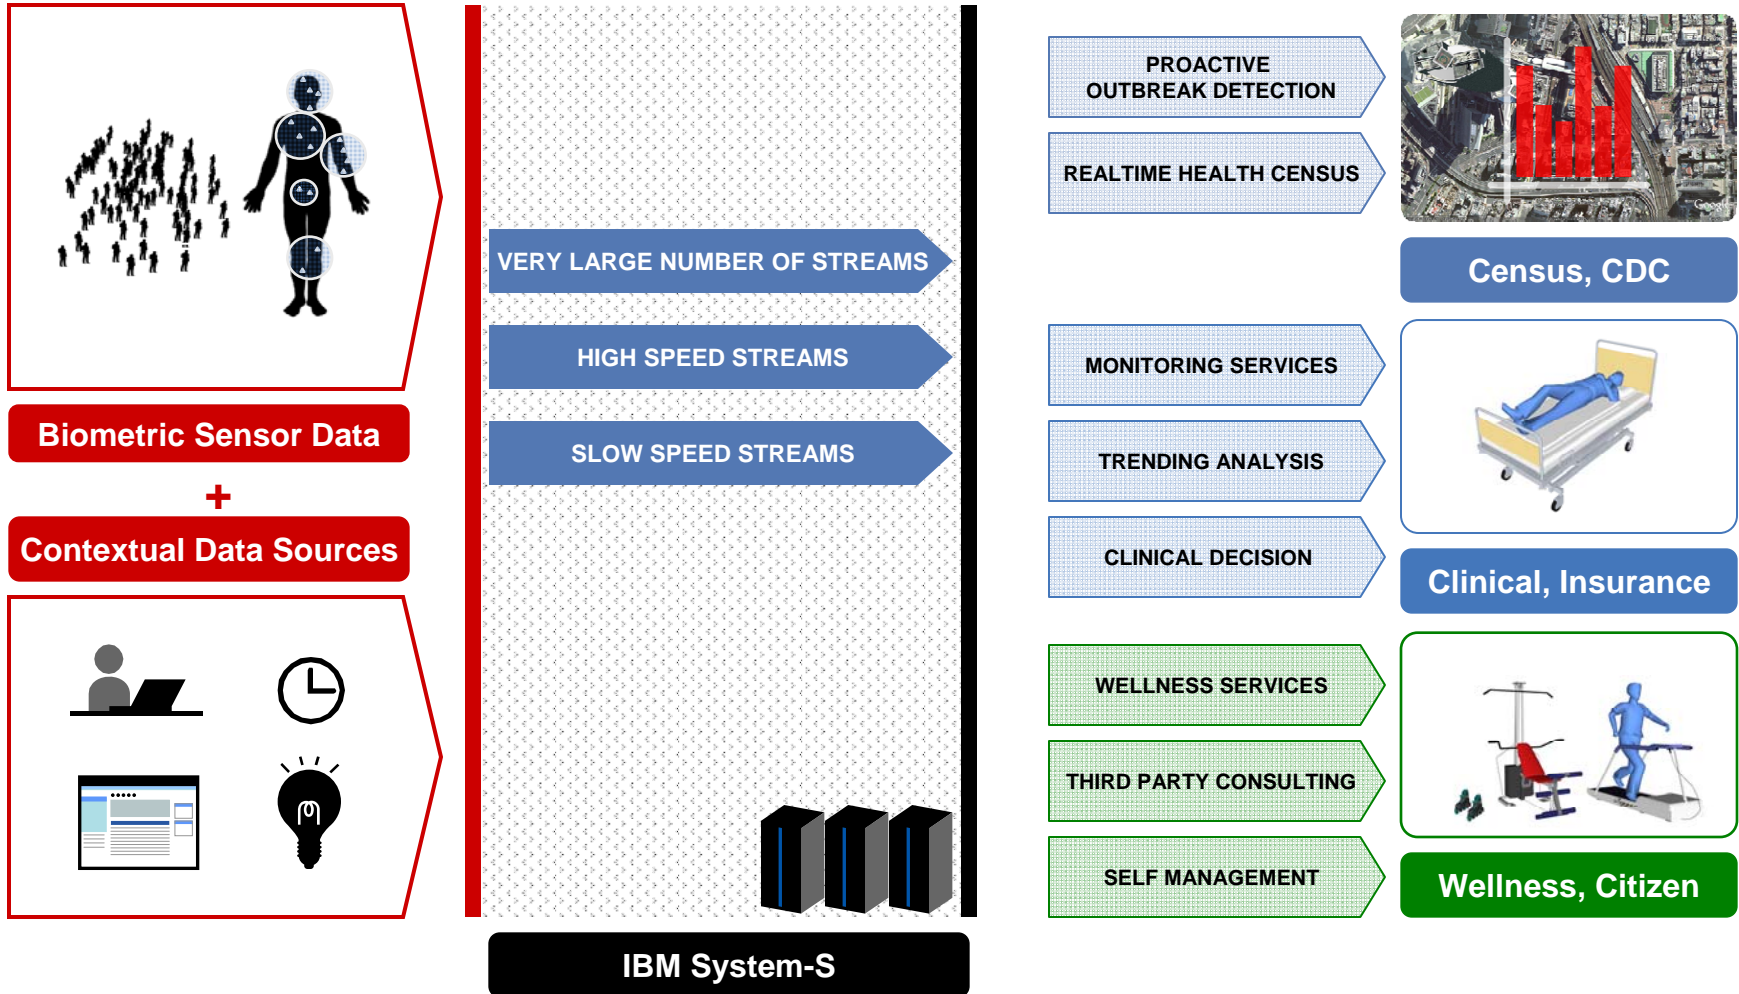 Biometric Sensor Data
+
Contextual Data Sources
VERY LARGE NUMBER OF STREAMS
HIGH SPEED STREAMS
SLOW SPEED STREAMS
IBM System-S
PROACTIVE
OUTBREAK DETECTION
REALTIME HEALTH CENSUS
Google
Census, CDC
MONITORING SERVICES
TRENDING ANALYSIS
CLINICAL DECISION
Clinical, Insurance
WELLNESS SERVICES
THIRD PARTY CONSULTING
SELF MANAGEMENT
Wellness, Citizen